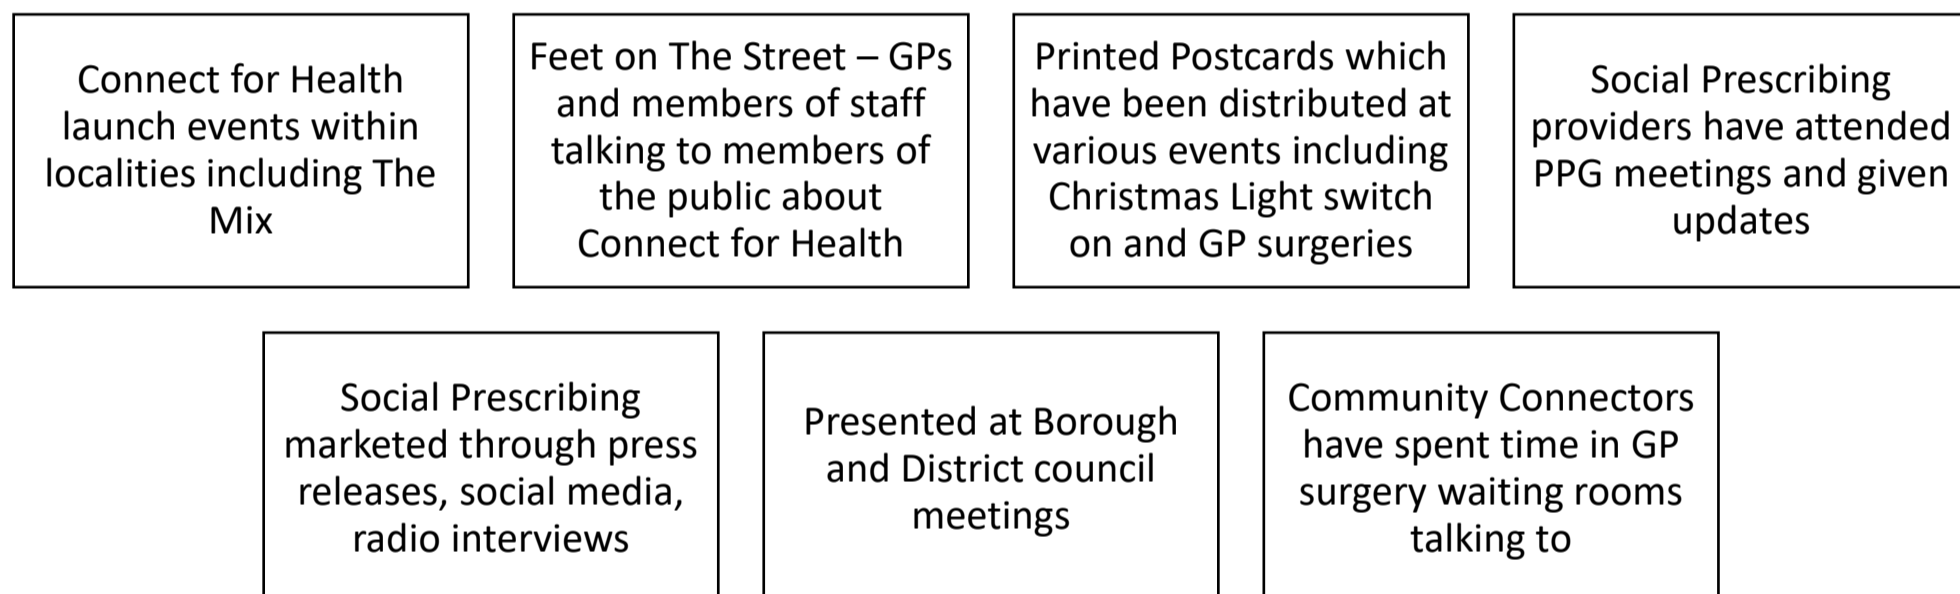 Connect for Health
launch events within
localities including The
Mix
Feet on The Street – GPs
and members of staff
talking to members of
the public about
Connect for Health
Printed Postcards which
have been distributed at
various events including
Christmas Light switch
on and GP surgeries
Social Prescribing
providers have attended
PPG meetings and given
updates
Social Prescribing
marketed through press
releases, social media,
radio interviews
Presented at Borough
and District council
meetings
Community Connectors
have spent time in GP
surgery waiting rooms
talking to